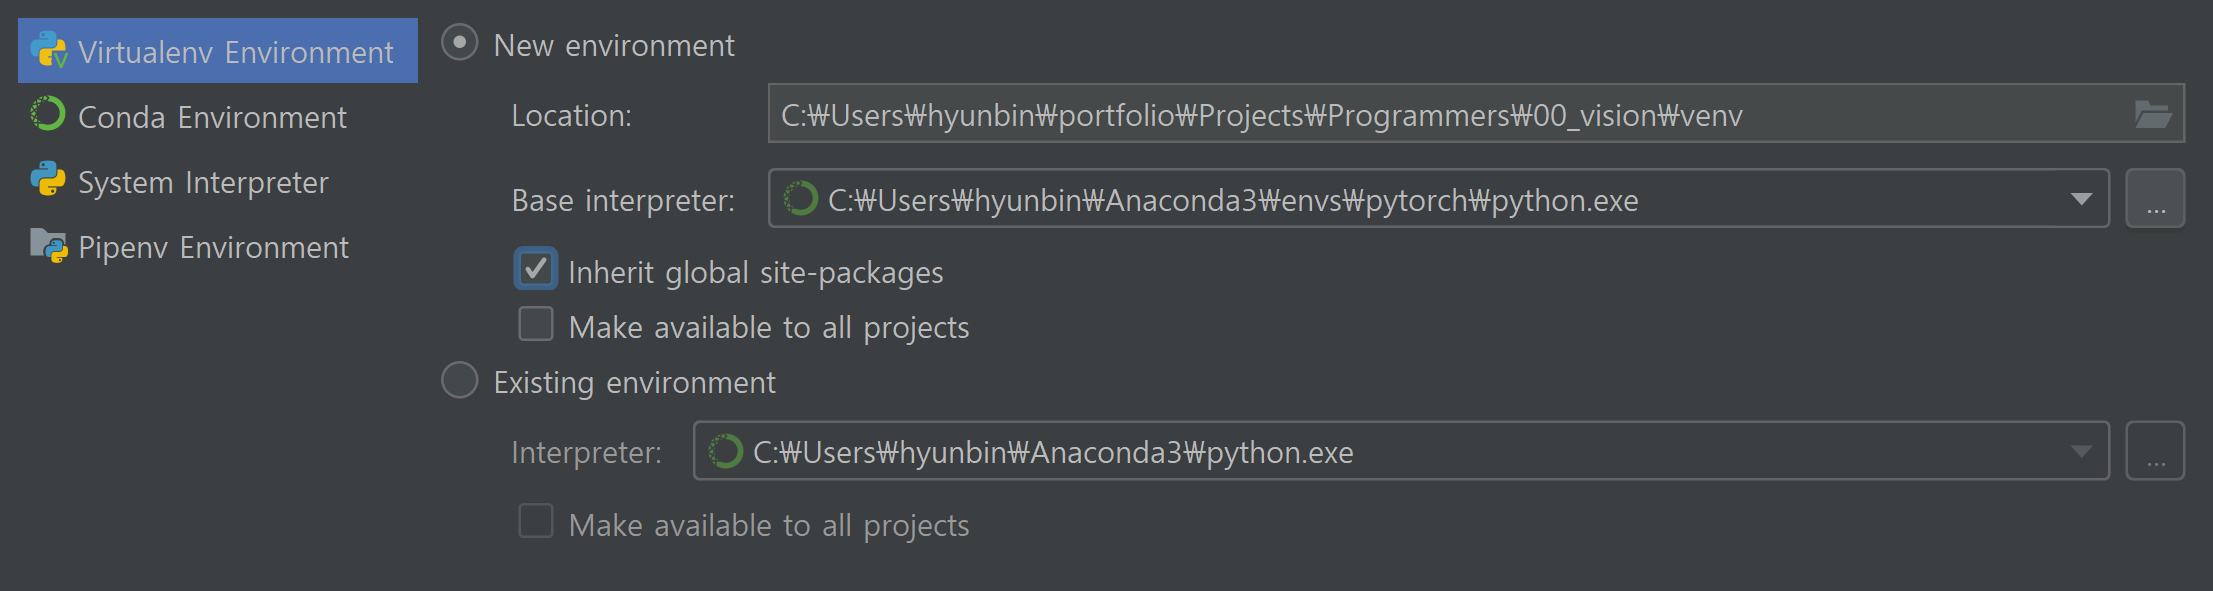 Virtualenv Environment
Conda Environment
System Interpreter
Pipenv Environment
New environment
Location: C:₩Users₩hyunbin₩portfolio₩Projects₩Programmers₩00_vision₩venv
Base interpreter: C:₩Users₩hyunbin₩Anaconda3₩envs₩pytorch₩python.exe ...
Inherit global site-packages
Make available to all projects
Existing environment
Interpreter: C:₩Users₩hyunbin₩Anaconda3₩python.exe ...
Make available to all projects